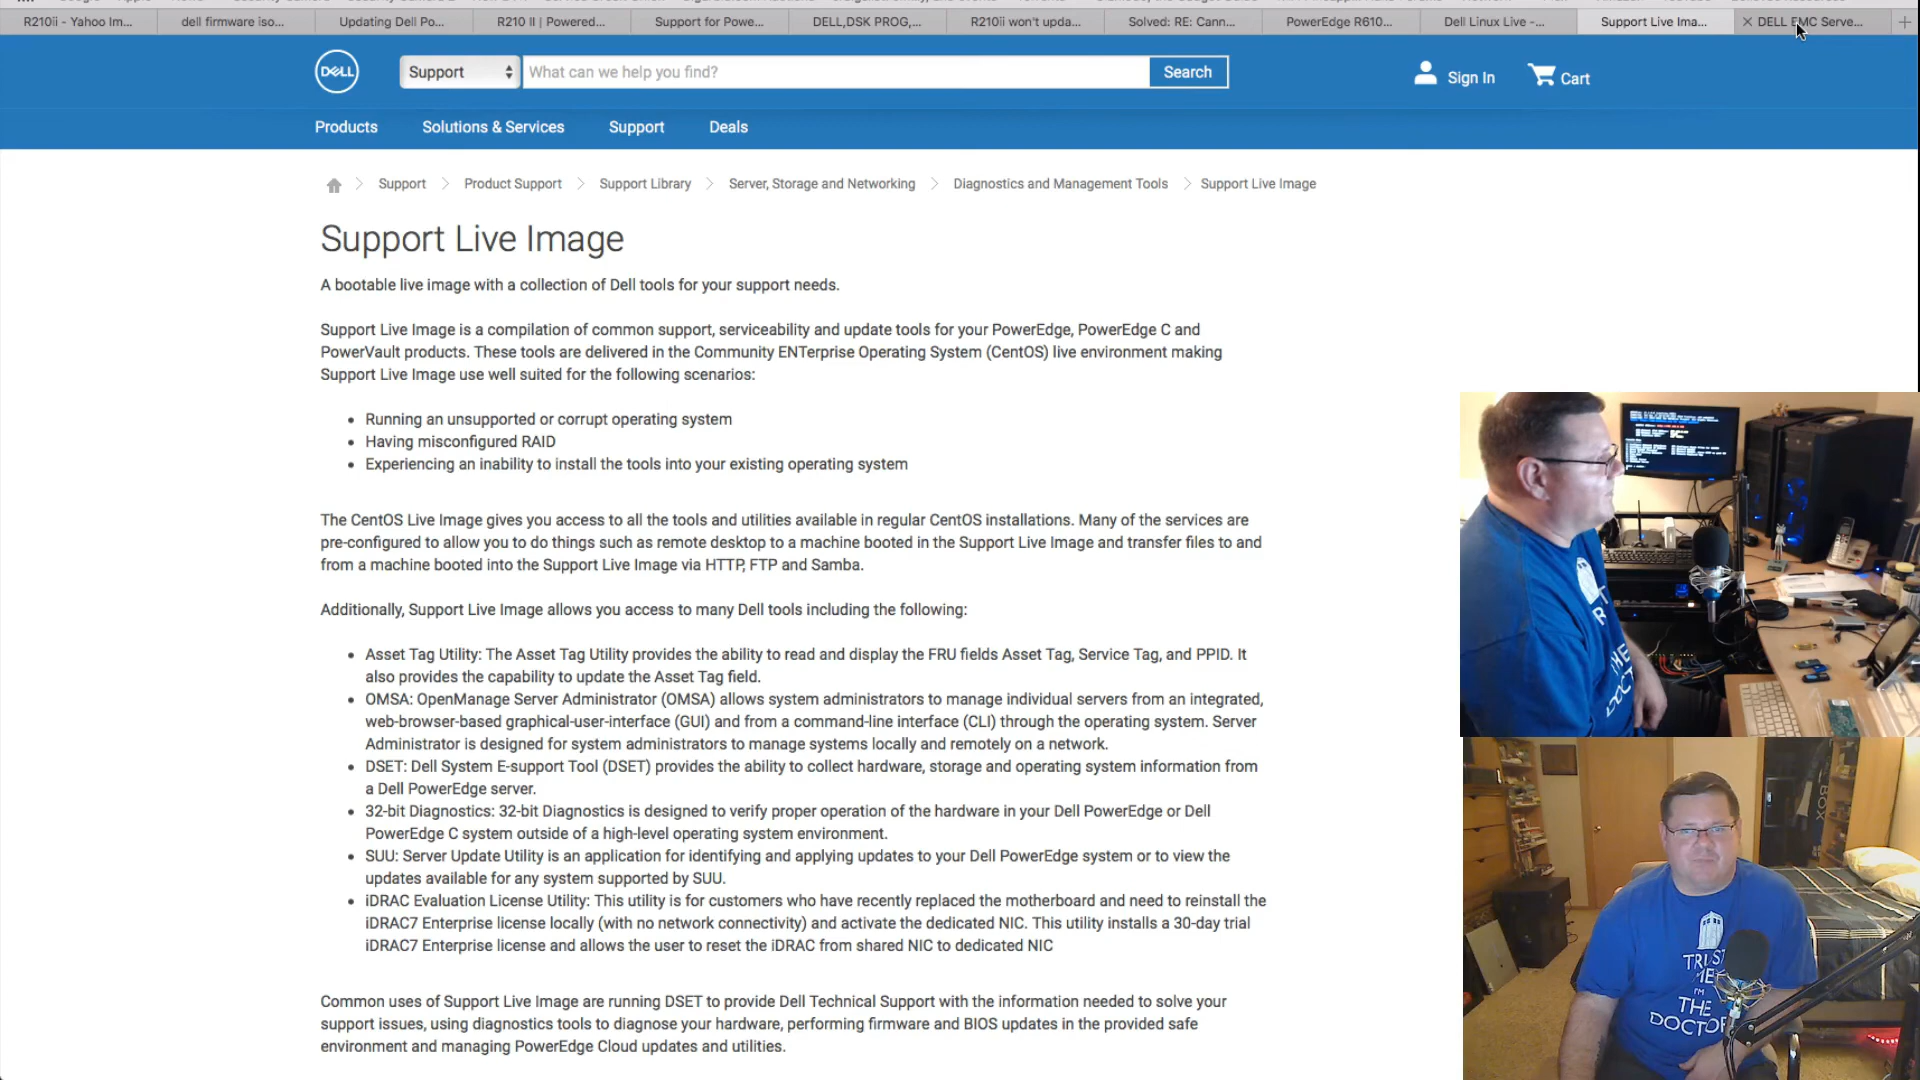 R210ii - Yahoo Im...
dell firmware iso...
Updating Dell Po...
R210 II | Powered...
Support for Powe...
DELL,DSK PROG,...
R210ii won't upda...
Solved: RE: Cann...
PowerEdge R610...
Dell Linux Live -...
Support Live Ima...
DELL EMC Serve...
DELL
Support
What can we help you find?
Search
Sign In
Cart
Products
Solutions & Services
Support
Deals
Support
Product Support
Support Library
Server, Storage and Networking
Diagnostics and Management Tools
Support Live Image
Support Live Image
A bootable live image with a collection of Dell tools for your support needs.
Support Live Image is a compilation of common support, serviceability and update tools for your PowerEdge, PowerEdge C and
PowerVault products. These tools are delivered in the Community ENTerprise Operating System (CentOS) live environment making
Support Live Image use well suited for the following scenarios:
• Running an unsupported or corrupt operating system
• Having misconfigured RAID
• Experiencing an inability to install the tools into your existing operating system
The CentOS Live Image gives you access to all the tools and utilities available in regular CentOS installations. Many of the services are
pre-configured to allow you to do things such as remote desktop to a machine booted in the Support Live Image and transfer files to and
from a machine booted into the Support Live Image via HTTP, FTP and Samba.
Additionally, Support Live Image allows you access to many Dell tools including the following:
• Asset Tag Utility: The Asset Tag Utility provides the ability to read and display the FRU fields Asset Tag, Service Tag, and PPID. It
also provides the capability to update the Asset Tag field.
• OMSA: OpenManage Server Administrator (OMSA) allows system administrators to manage individual servers from an integrated,
web-browser-based graphical-user-interface (GUI) and from a command-line interface (CLI) through the operating system. Server
Administrator is designed for system administrators to manage systems locally and remotely on a network.
• DSET: Dell System E-support Tool (DSET) provides the ability to collect hardware, storage and operating system information from
a Dell PowerEdge server.
• 32-bit Diagnostics: 32-bit Diagnostics is designed to verify proper operation of the hardware in your Dell PowerEdge or Dell
PowerEdge C system outside of a high-level operating system environment.
• SUU: Server Update Utility is an application for identifying and applying updates to your Dell PowerEdge system or to view the
updates available for any system supported by SUU.
• iDRAC Evaluation License Utility: This utility is for customers who have recently replaced the motherboard and need to reinstall the
iDRAC7 Enterprise license locally (with no network connectivity) and activate the dedicated NIC. This utility installs a 30-day trial
iDRAC7 Enterprise license and allows the user to reset the iDRAC from shared NIC to dedicated NIC
Common uses of Support Live Image are running DSET to provide Dell Technical Support with the information needed to solve your
support issues, using diagnostics tools to diagnose your hardware, performing firmware and BIOS updates in the provided safe
environment and managing PowerEdge Cloud updates and utilities.
TRUST
ME
I'M
THE
DOCTOR